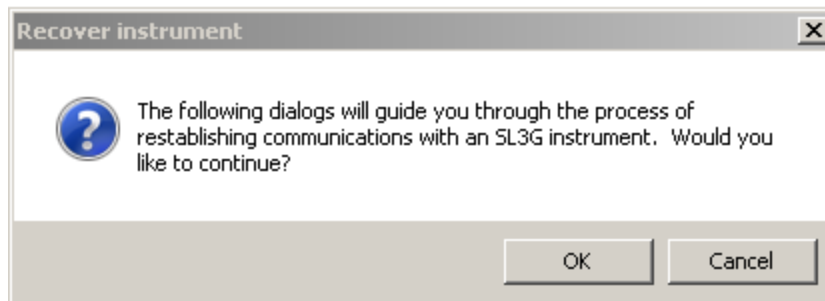 Recover instrument
The following dialogs will guide you through the process of
restablishing communications with an SL3G instrument. Would you
like to continue?
OK
Cancel